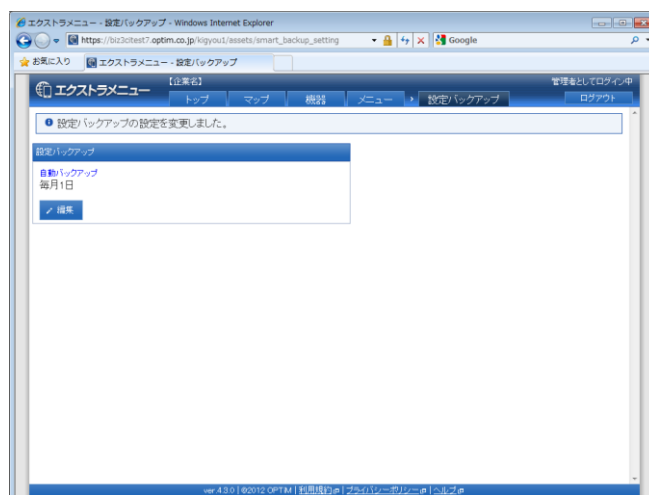 エクストラメニュー - 設定バックアップ - Windows Internet Explorer
https://biz3citest7.optim.co.jp/kigyou1/assets/smart_backup_setting
Google
お気に入り
エクストラメニュー - 設定バックアップ
エクストラメニュー
【企業名】
管理者としてログイン中
トップ
マップ
機器
メニュー
設定バックアップ
ログアウト
設定バックアップの設定を変更しました。
設定バックアップ
自動バックアップ
毎月1日
編集
ver.4.3.0 | ©2012 OPTiM | 利用規約 | プライバシーポリシー | ヘルプ